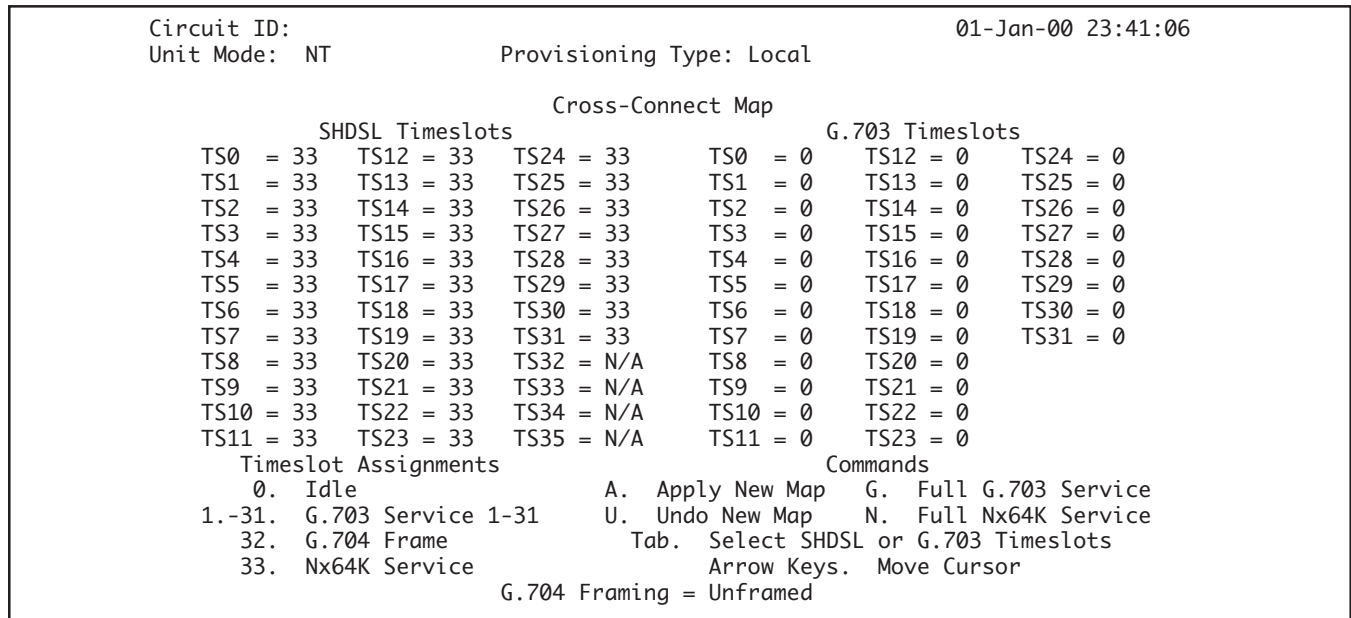 Circuit ID: 01-Jan-00 23:41:06
Unit Mode: NT Provisioning Type: Local
Cross-Connect Map
SHDSL Timeslots G.703 Timeslots
TS0 = 33 TS12 = 33 TS24 = 33 TS0 = 0 TS12 = 0 TS24 = 0
TS1 = 33 TS13 = 33 TS25 = 33 TS1 = 0 TS13 = 0 TS25 = 0
TS2 = 33 TS14 = 33 TS26 = 33 TS2 = 0 TS14 = 0 TS26 = 0
TS3 = 33 TS15 = 33 TS27 = 33 TS3 = 0 TS15 = 0 TS27 = 0
TS4 = 33 TS16 = 33 TS28 = 33 TS4 = 0 TS16 = 0 TS28 = 0
TS5 = 33 TS17 = 33 TS29 = 33 TS5 = 0 TS17 = 0 TS29 = 0
TS6 = 33 TS18 = 33 TS30 = 33 TS6 = 0 TS18 = 0 TS30 = 0
TS7 = 33 TS19 = 33 TS31 = 33 TS7 = 0 TS19 = 0 TS31 = 0
TS8 = 33 TS20 = 33 TS32 = N/A TS8 = 0 TS20 = 0
TS9 = 33 TS21 = 33 TS33 = N/A TS9 = 0 TS21 = 0
TS10 = 33 TS22 = 33 TS34 = N/A TS10 = 0 TS22 = 0
TS11 = 33 TS23 = 33 TS35 = N/A TS11 = 0 TS23 = 0
Timeslot Assignments Commands
0. Idle A. Apply New Map G. Full G.703 Service
1.-31. G.703 Service 1-31 U. Undo New Map N. Full Nx64K Service
32. G.704 Frame Tab. Select SHDSL or G.703 Timeslots
33. Nx64K Service Arrow Keys. Move Cursor
G.704 Framing = Unframed